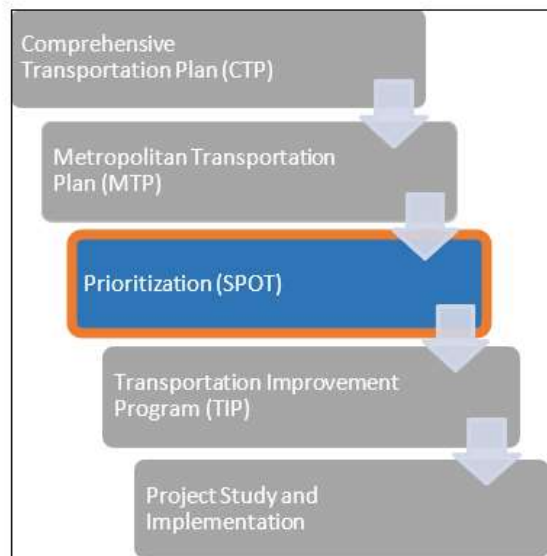 Comprehensive
Transportation Plan (CTP)
Metropolitan Transportation
Plan (MTP)
Prioritization (SPOT)
Transportation Improvement
Program (TIP)
Project Study and
Implementation